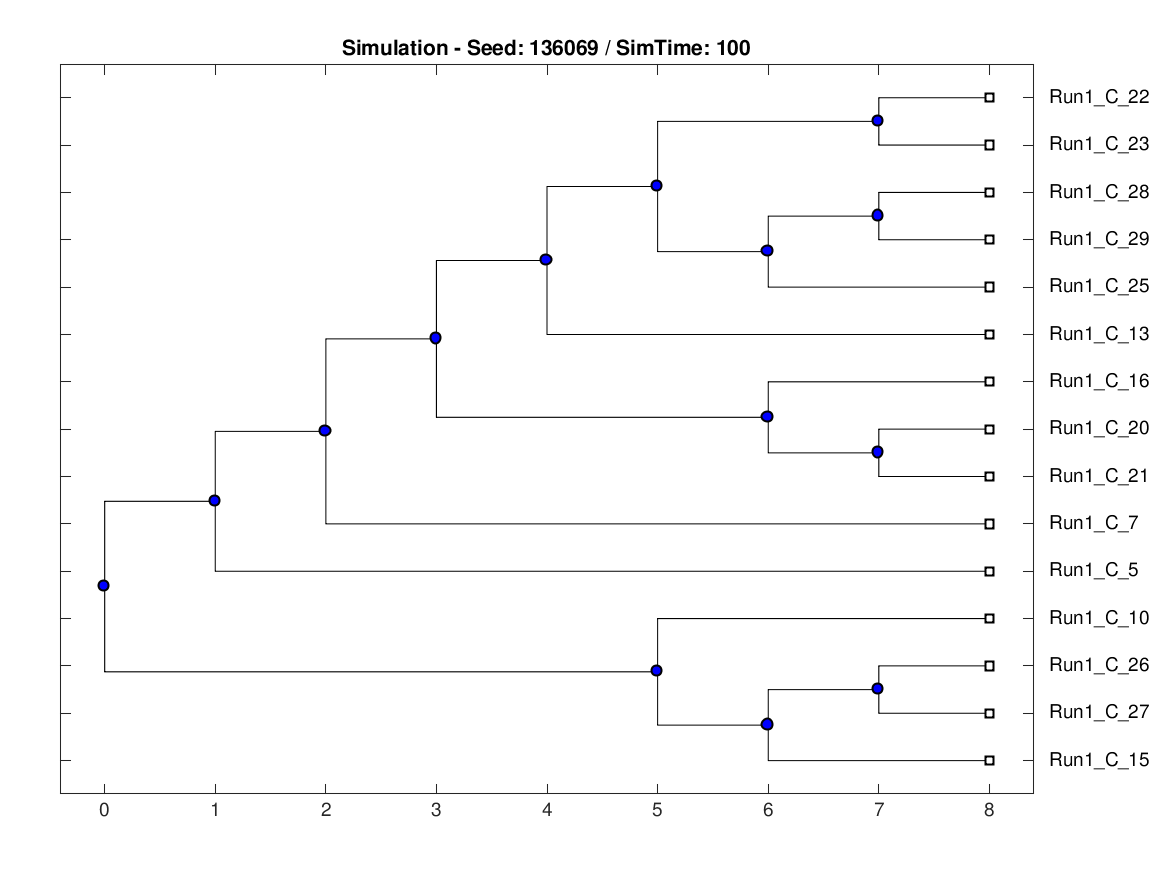 Simulation - Seed: 136069 / SimTime: 100
Run1_C_22
Run1_C_23
Run1_C_28
Run1_C_29
Run1_C_25
Run1_C_13
Run1_C_16
Run1_C_20
Run1_C_21
Run1_C_7
Run1_C_5
Run1_C_10
Run1_C_26
Run1_C_27
Run1_C_15
0 1 2 3 4 5 6 7 8